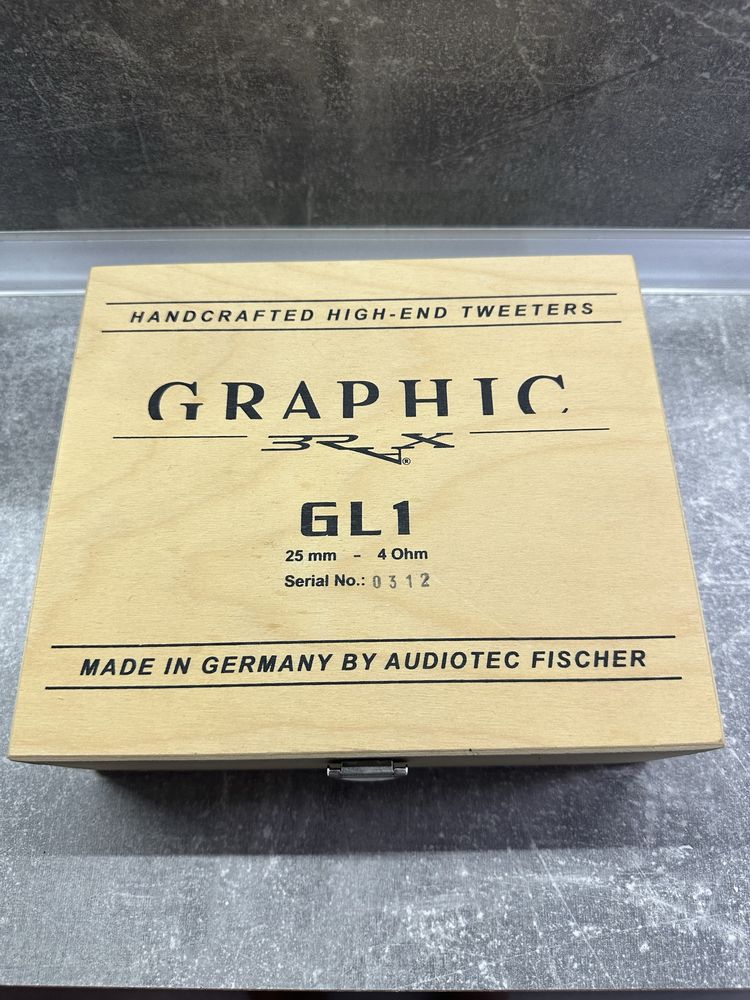 HANDCRAFTED HIGH-END TWEETERS
GRAPHIC
BRAX®
GL1
25 mm - 4 Ohm
Serial No.: 0312
MADE IN GERMANY BY AUDIOTEC FISCHER